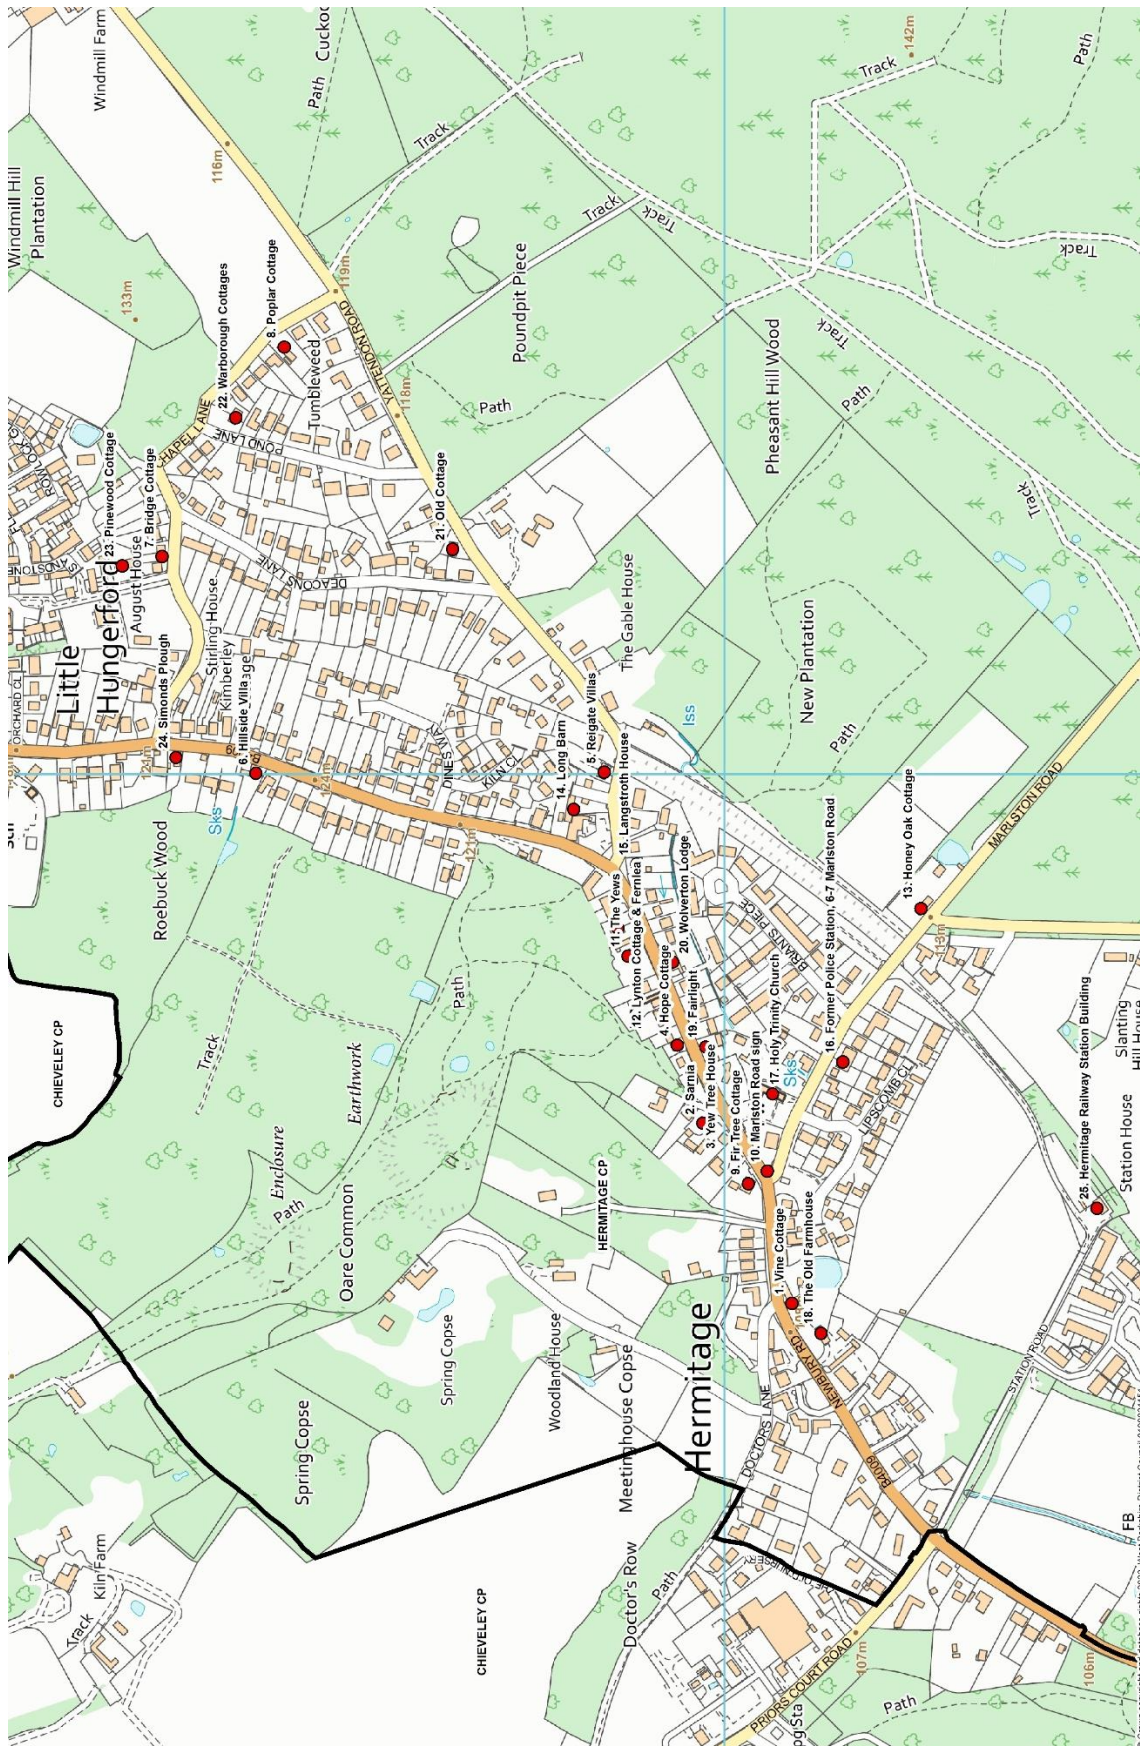 Windmill Hill
Plantation
Windmill Farm
116m
133m
Path
Cuckoo
Track
142m
Track
Path
22. Warborough Cottages
8. Poplar Cottage
119m
Tumbleweed
YATTENDON ROAD
118m
CHAPEL LANE
POND LANE
Path
Poundpit Piece
Track
Track
Track
Track
Pheasant Hill Wood
Path
Track
23. Pinewood Cottage
7. Bridge Cottage
August House
21. Old Cottage
DEACONS LANE
Little
Hungerford
ORCHARD CL
24. Simonds Plough
Stirling House
Kimberley
6. Hillside Villa
124m
124m
The Gable House
New Plantation
Path
Iss
Sks
Roebuck Wood
DINES WAY
KILN CL
14. Long Barn
5. Reigate Villas
15. Langstroth House
121m
MARLSTON ROAD
13. Honey Oak Cottage
113m
11. The Yews
12. Lynton Cottage & Fernlea
20. Wolverton Lodge
4. Hope Cottage
19. Fairlight
BRIANTS PIECE
2. Sarnia
3. Yew Tree House
9. Fir Tree Cottage
10. Marlston Road sign
17. Holy Trinity Church
Sks
16. Former Police Station, 6-7 Marlston Road
LIPSCOMB CL
Track
Path
CHIEVELEY CP
Earthwork
Enclosure
Path
Oare Common
HERMITAGE CP
25. Hermitage Railway Station Building
Station House
Slanting
Hill House
1. Vine Cottage
18. The Old Farmhouse
Spring Copse
Woodland House
Meetinghouse Copse
Hermitage
DOCTORS LANE
NEWBURY RD
B4009
STATION ROAD
Spring Copse
Kiln Farm
Track
CHIEVELEY CP
Doctor's Row
Path
PRIORS COURT ROAD
107m
106m
Path
FB